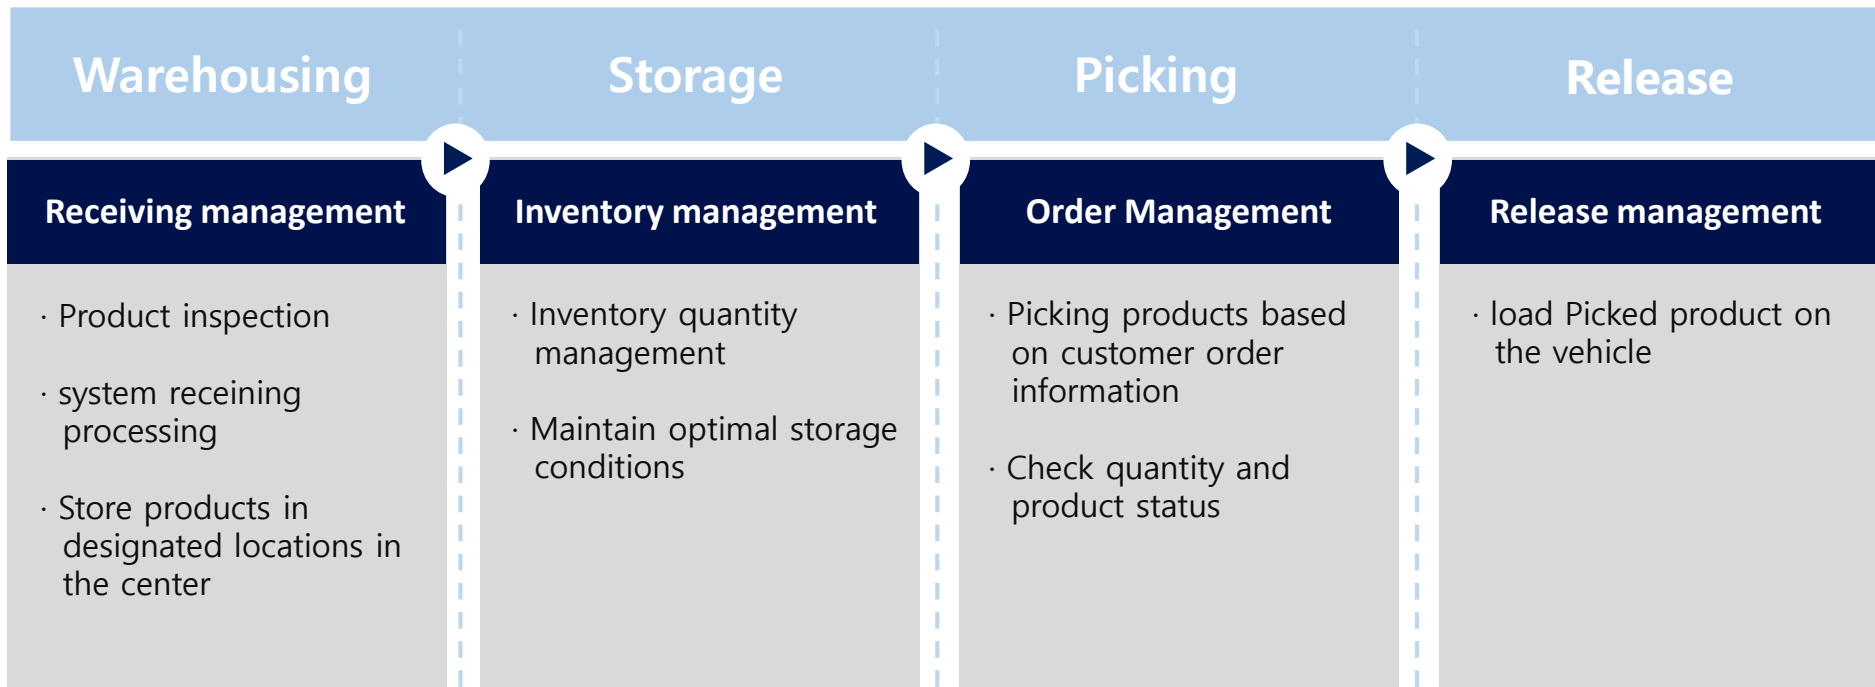 Warehousing
Storage
Picking
Release
Receiving management
Inventory management
Order Management
Release management
· Product inspection
· system receining
processing
· Store products in
designated locations in
the center
· Inventory quantity
management
· Maintain optimal storage
conditions
· Picking products based
on customer order
information
· Check quantity and
product status
· load Picked product on
the vehicle